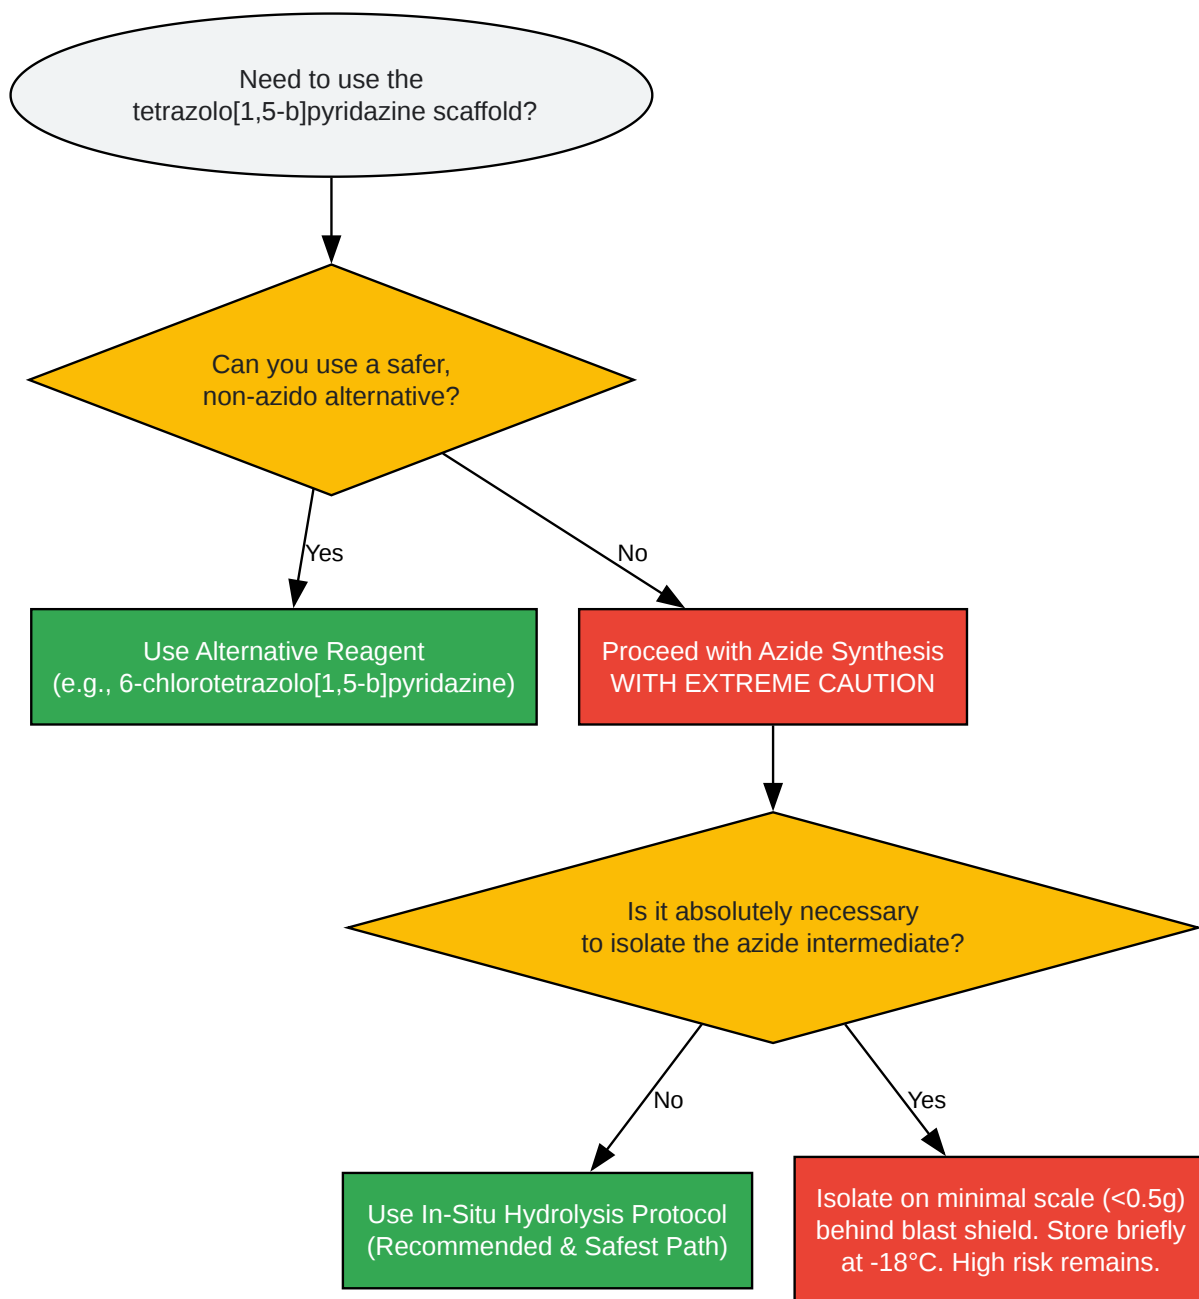 Need to use the
tetrazolo[1,5-b]pyridazine scaffold?
Can you use a safer,
non-azido alternative?
Yes
No
Use Alternative Reagent
(e.g., 6-chlorotetrazolo[1,5-b]pyridazine)
Proceed with Azide Synthesis
WITH EXTREME CAUTION
Is it absolutely necessary
to isolate the azide intermediate?
No
Yes
Use In-Situ Hydrolysis Protocol
(Recommended & Safest Path)
Isolate on minimal scale (<0.5g)
behind blast shield. Store briefly
at -18°C. High risk remains.